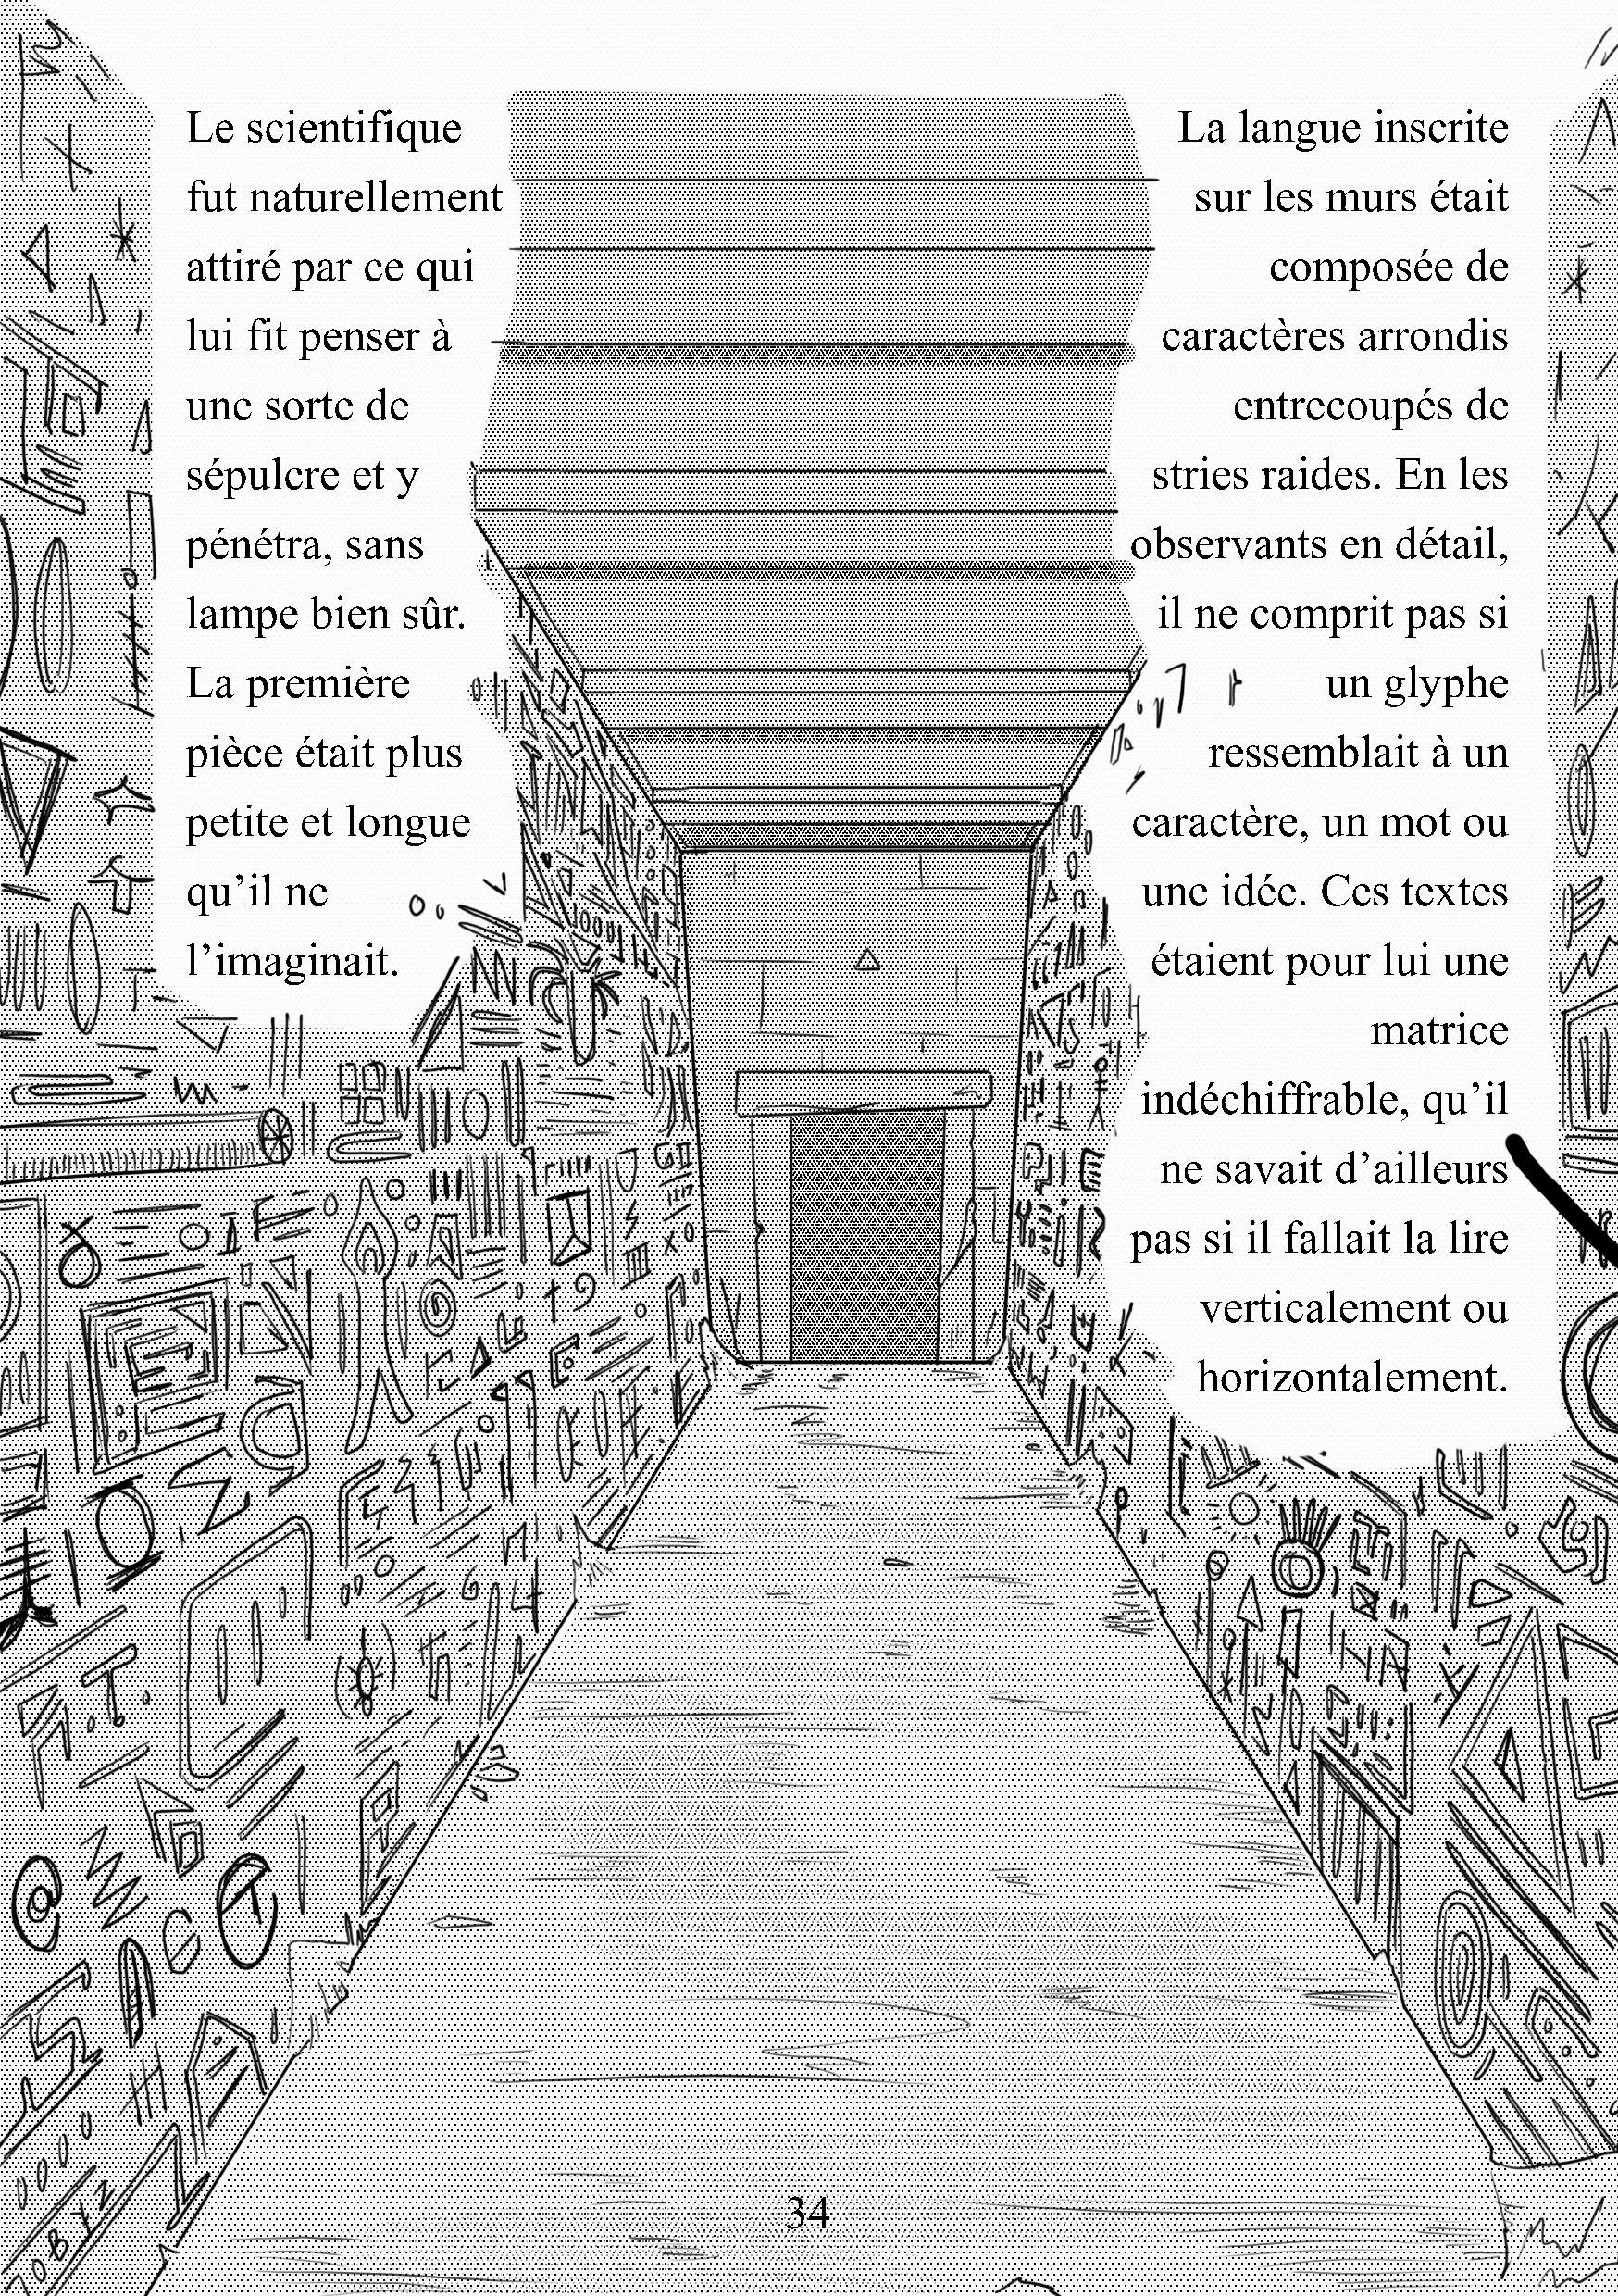 Le scientifique
fut naturellement
attiré par ce qui
lui fit penser à
une sorte de
sépulcre et y
pénétra, sans
lampe bien sûr.
La première
pièce était plus
petite et longue
qu’il ne
l’imaginait.
La langue inscrite
sur les murs était
composée de
caractères arrondis
entrecoupés de
stries raides. En les
observants en détail,
il ne comprit pas si
un glyphe
ressemblait à un
caractère, un mot ou
une idée. Ces textes
étaient pour lui une
matrice
indéchiffrable, qu’il
ne savait d’ailleurs
pas si il fallait la lire
verticalement ou
horizontalement.
34